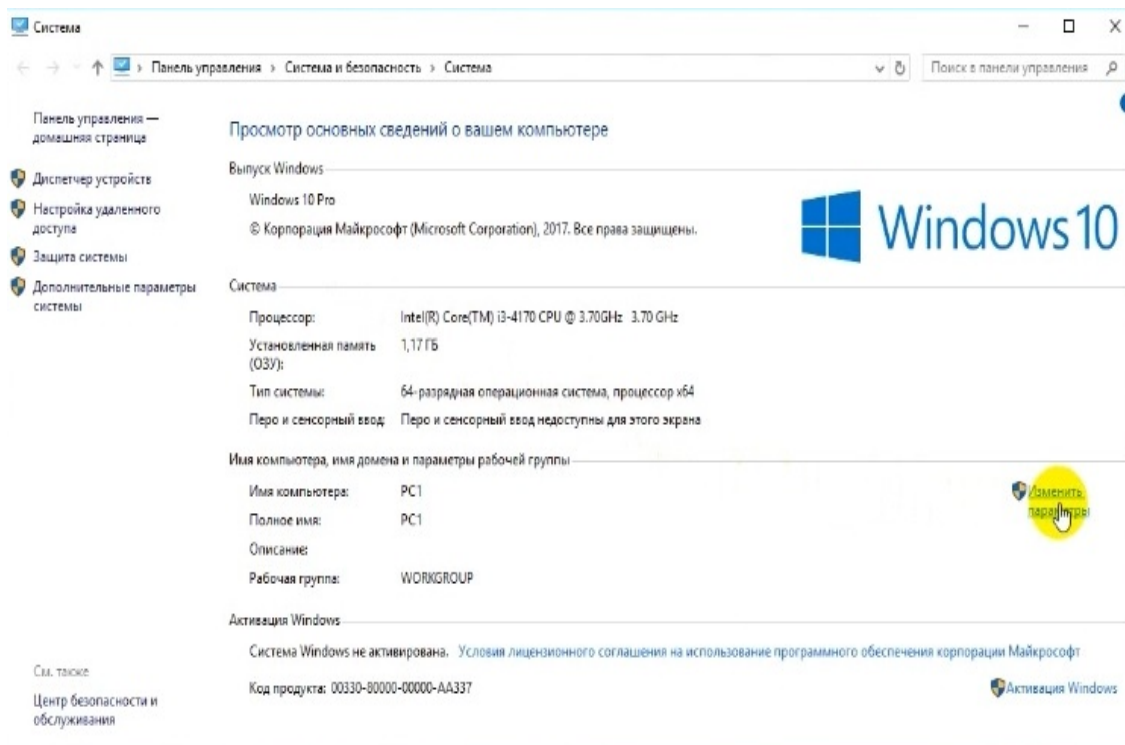 Система
Панель управления › Система и безопасность › Система
Поиск в панели управления
Панель управления —
домашняя страница
Диспетчер устройств
Настройка удаленного
доступа
Защита системы
Дополнительные параметры
системы
Просмотр основных сведений о вашем компьютере
Выпуск Windows
Windows 10 Pro
© Корпорация Майкрософт (Microsoft Corporation), 2017. Все права защищены.
Windows 10
Система
Процессор: Intel(R) Core(TM) i3-4170 CPU @ 3.70GHz 3.70 GHz
Установленная память 1,17 ГБ
(ОЗУ):
Тип системы: 64-разрядная операционная система, процессор x64
Перо и сенсорный ввод: Перо и сенсорный ввод недоступны для этого экрана
Имя компьютера, имя домена и параметры рабочей группы
Имя компьютера: PC1
Изменить
параметры
Полное имя: PC1
Описание:
Рабочая группа: WORKGROUP
Активация Windows
Система Windows не активирована. Условия лицензионного соглашения на использование программного обеспечения корпорации Майкрософт
Код продукта: 00330-80000-00000-AA337
Активация Windows
См. также
Центр безопасности и
обслуживания